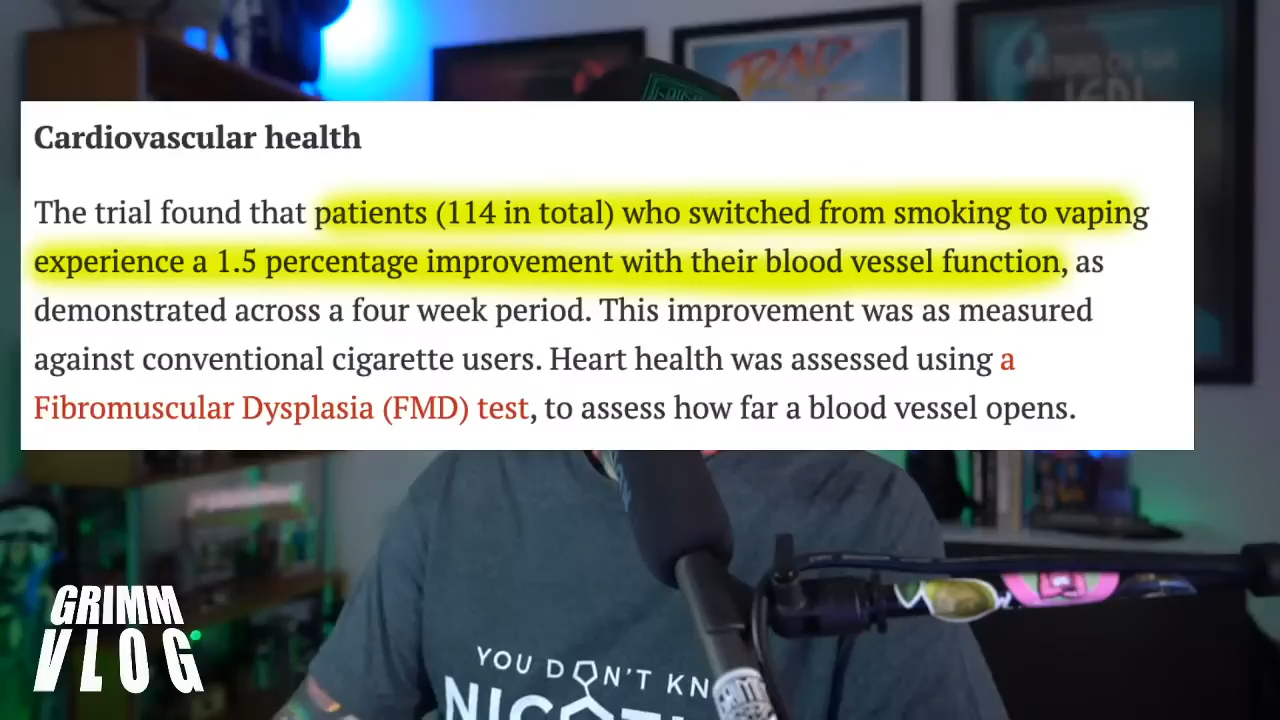 RAD
Cardiovascular health
The trial found that patients (114 in total) who switched from smoking to vaping
experience a 1.5 percentage improvement with their blood vessel function, as
demonstrated across a four week period. This improvement was as measured
against conventional cigarette users. Heart health was assessed using a
Fibromuscular Dysplasia (FMD) test, to assess how far a blood vessel opens.
GRIMM
VLOG
YOU DON'T KN